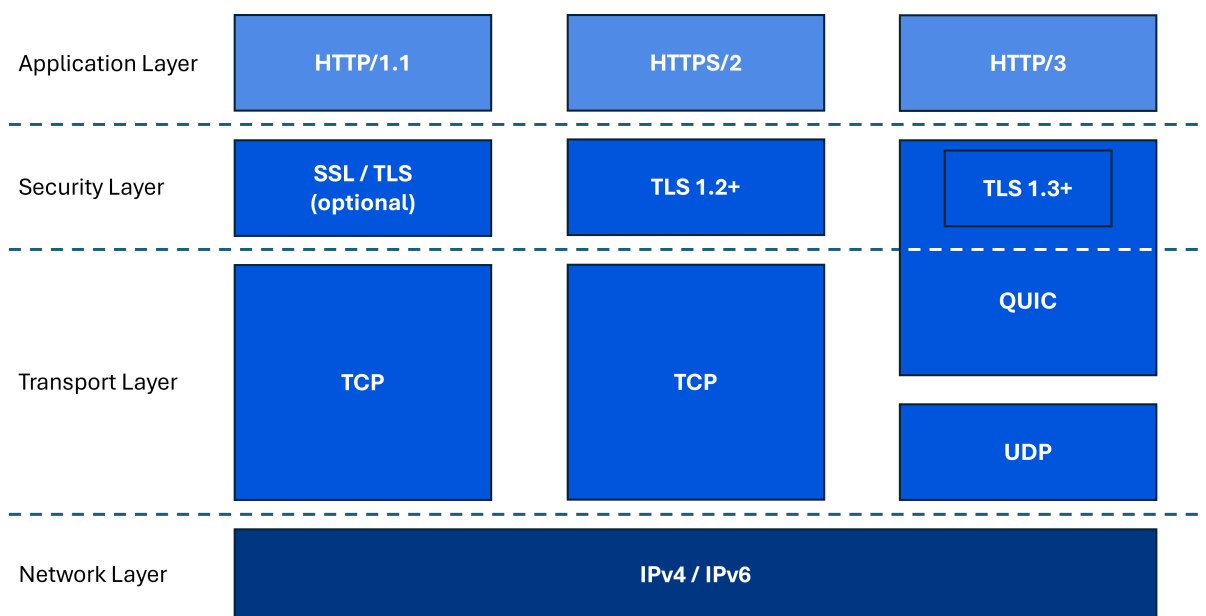 Application Layer
HTTP/1.1
HTTPS/2
HTTP/3
Security Layer
SSL / TLS
(optional)
TLS 1.2+
TLS 1.3+
QUIC
Transport Layer
TCP
TCP
UDP
Network Layer
IPv4 / IPv6